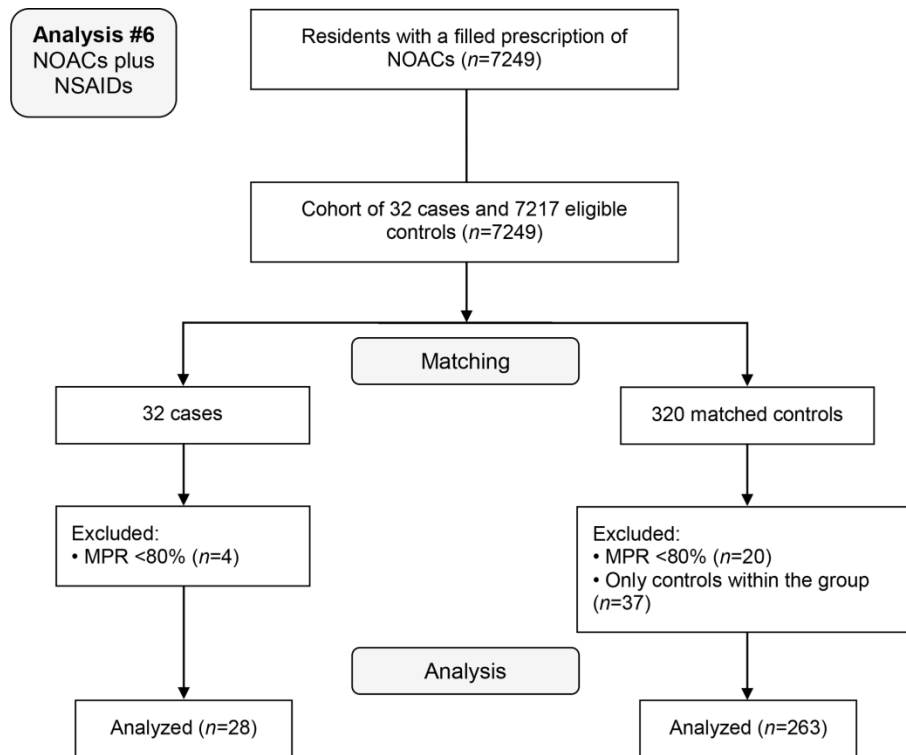 Analysis #6
NOACs plus
NSAIDs
Residents with a filled prescription of
NOACs (n=7249)
Cohort of 32 cases and 7217 eligible
controls (n=7249)
Matching
32 cases
320 matched controls
Excluded:
• MPR <80% (n=4)
Excluded:
• MPR <80% (n=20)
• Only controls within the group
(n=37)
Analysis
Analyzed (n=28)
Analyzed (n=263)